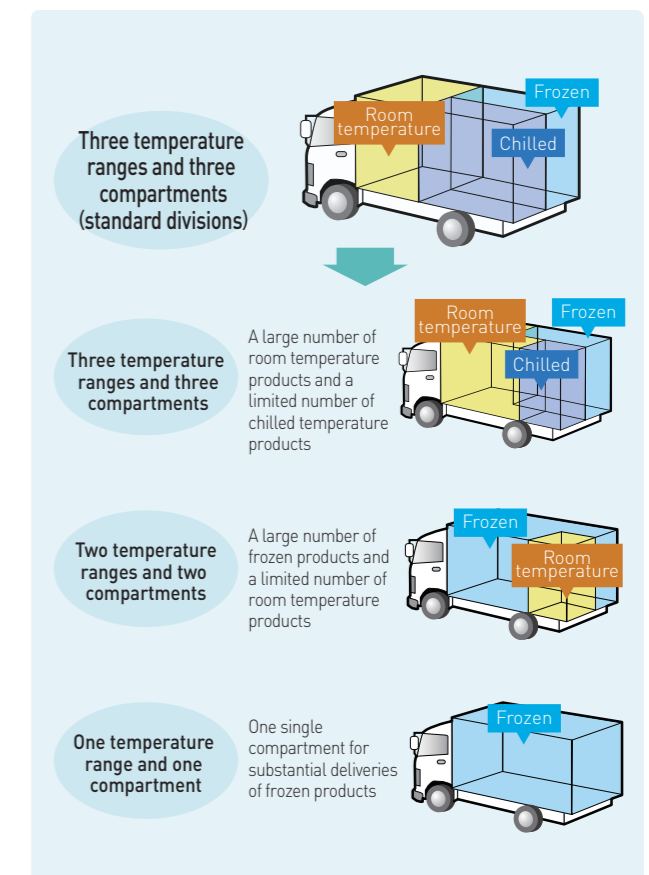 Three temperature
ranges and three
compartments
(standard divisions)
Room
temperature
Frozen
Chilled
Three temperature
ranges and three
compartments
A large number of
room temperature
products and a
limited number of
chilled temperature
products
Room
temperature
Frozen
Chilled
Two temperature
ranges and two
compartments
A large number of
frozen products and
a limited number of
room temperature
products
Frozen
Room
temperature
One temperature
range and one
compartment
One single
compartment for
substantial deliveries
of frozen products
Frozen